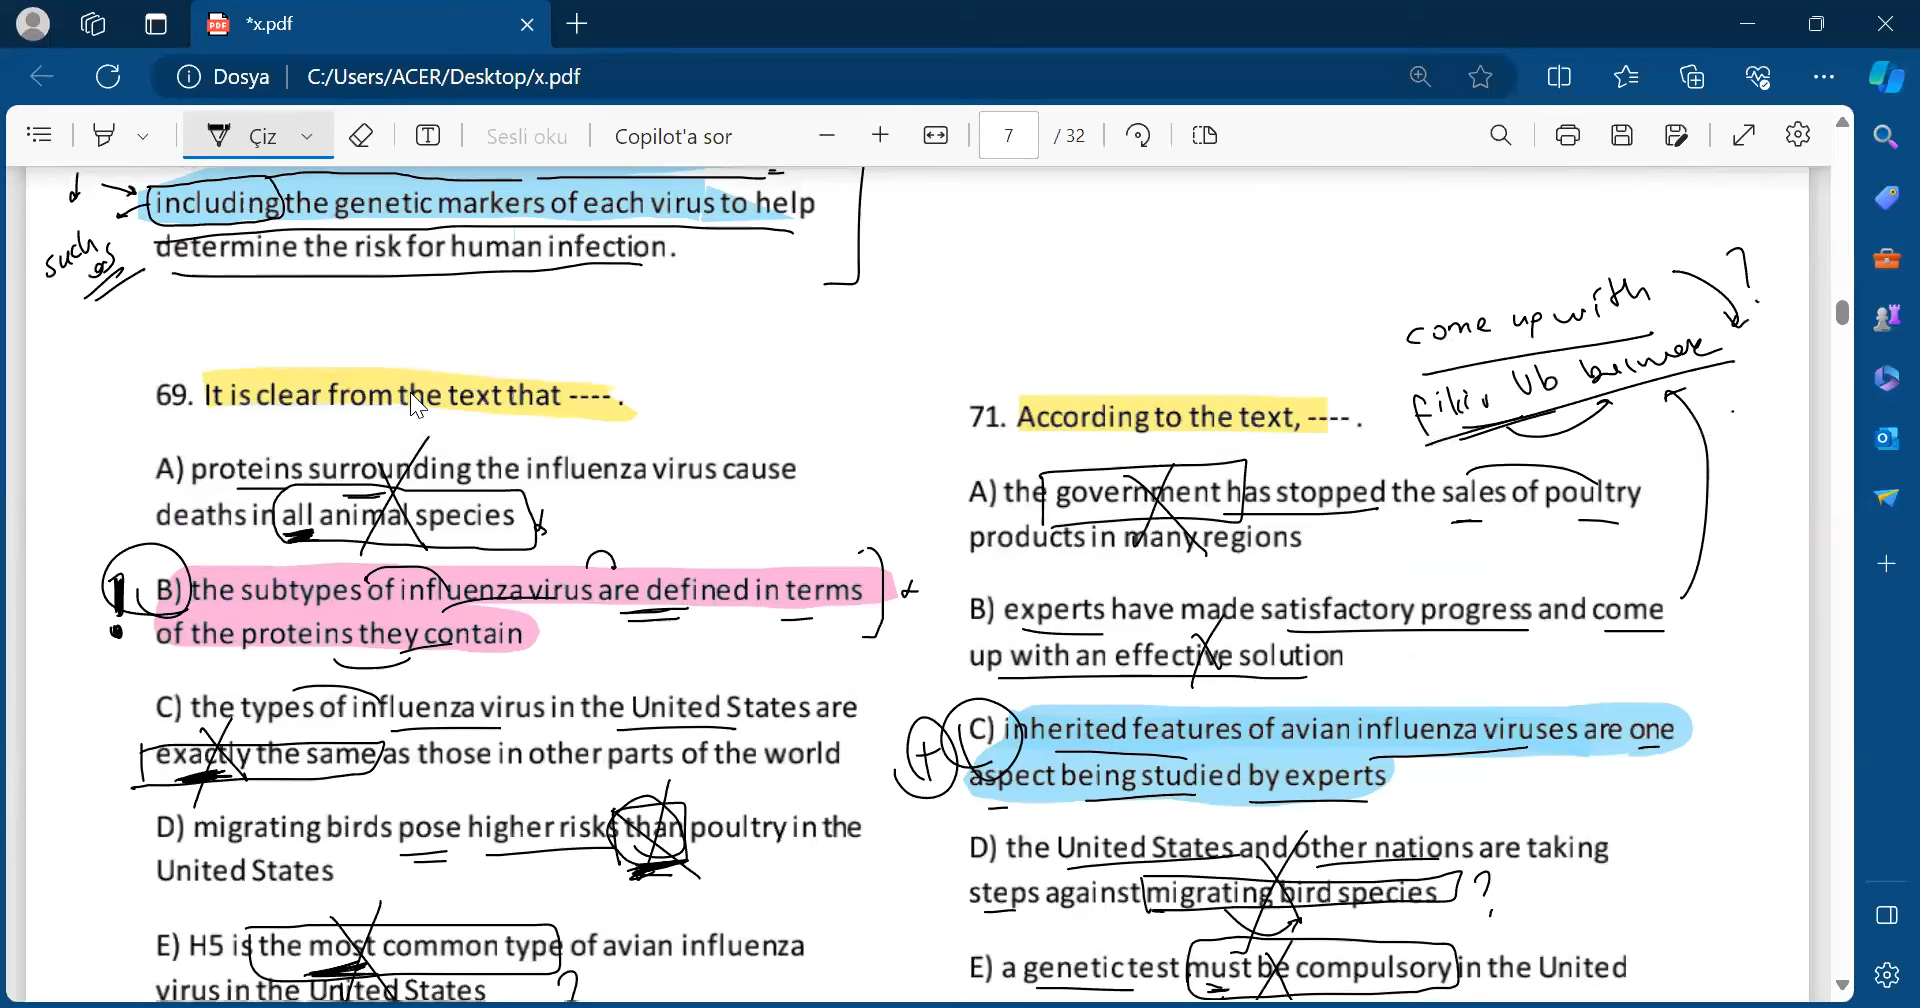 *x.pdf
Dosya
C:/Users/ACER/Desktop/x.pdf
Çiz
Sesli oku
Copilot'a sor
7
/ 32
including the genetic markers of each virus to help
determine the risk for human infection.
such
as
69. It is clear from the text that ---- .
A) proteins surrounding the influenza virus cause
deaths in all animal species
B) the subtypes of influenza virus are defined in terms
of the proteins they contain
C) the types of influenza virus in the United States are
exactly the same as those in other parts of the world
D) migrating birds pose higher risks than poultry in the
United States
E) H5 is the most common type of avian influenza
virus in the United States
?
come up with
?
fikir vb bulmak
71. According to the text, ---- .
A) the government has stopped the sales of poultry
products in many regions
B) experts have made satisfactory progress and come
up with an effective solution
C) inherited features of avian influenza viruses are one
aspect being studied by experts
D) the United States and other nations are taking
steps against migrating bird species ?
E) a genetic test must be compulsory in the United